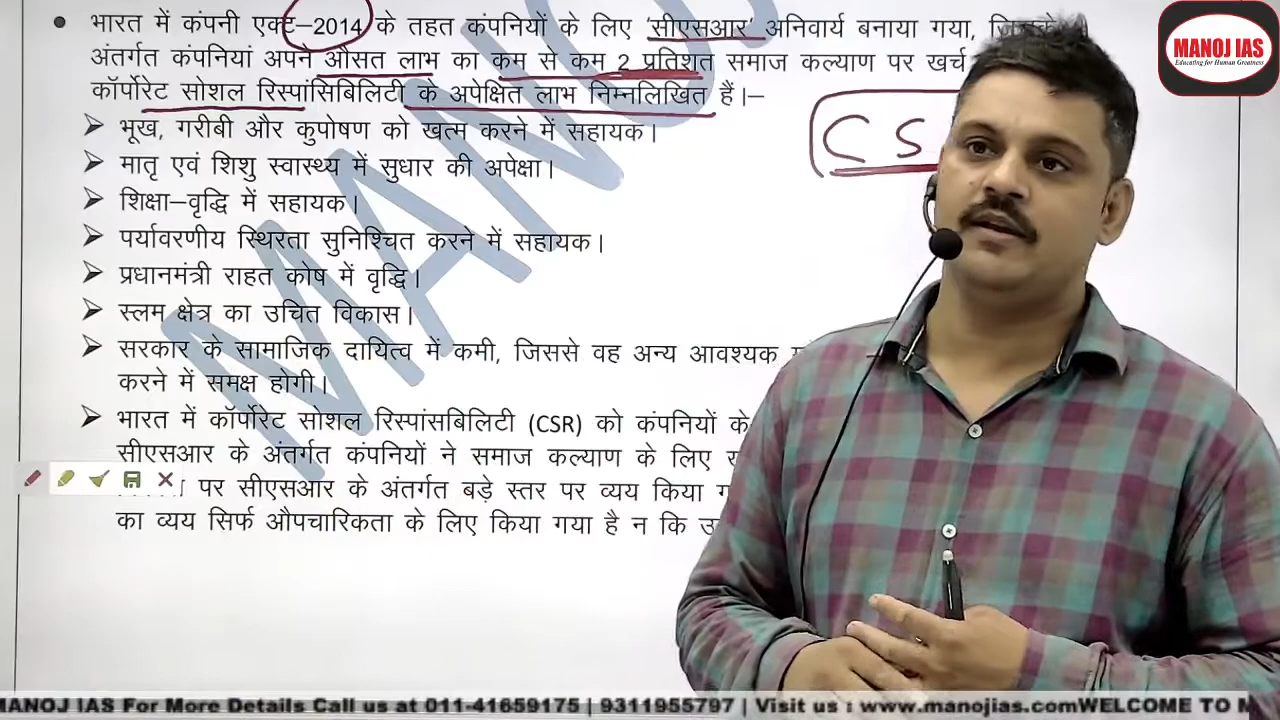 भारत में कंपनी एक्ट–2014 के तहत कंपनियों के लिए ‘सीएसआर’ अनिवार्य बनाया गया,
अंतर्गत कंपनियां अपने औसत लाभ का कम से कम 2 प्रतिशत समाज कल्याण पर खर्च
कॉर्पोरेट सोशल रिस्पांसिबिलिटी के अपेक्षित लाभ निम्नलिखित हैं।–
CS
भूख, गरीबी और कुपोषण को खत्म करने में सहायक।
मातृ एवं शिशु स्वास्थ्य में सुधार की अपेक्षा।
शिक्षा–वृद्धि में सहायक।
पर्यावरणीय स्थिरता सुनिश्चित करने में सहायक।
प्रधानमंत्री राहत कोष में वृद्धि।
स्लम क्षेत्र का उचित विकास।
सरकार के सामाजिक दायित्व में कमी, जिससे वह अन्य आवश्यक
करने में समक्ष होगी।
भारत में कॉर्पोरेट सोशल रिस्पांसबिलिटी (CSR) को कंपनियों के
सीएसआर के अंतर्गत कंपनियों ने समाज कल्याण के लिए
पर सीएसआर के अंतर्गत बड़े स्तर पर व्यय किया
का व्यय सिर्फ औपचारिकता के लिए किया गया है न कि
MANOJ IAS
Educating for Human Greatness
MANOJ IAS For More Details Call us at 011-41659175 | 9311955797 | Visit us : www.manojias.comWELCOME TO